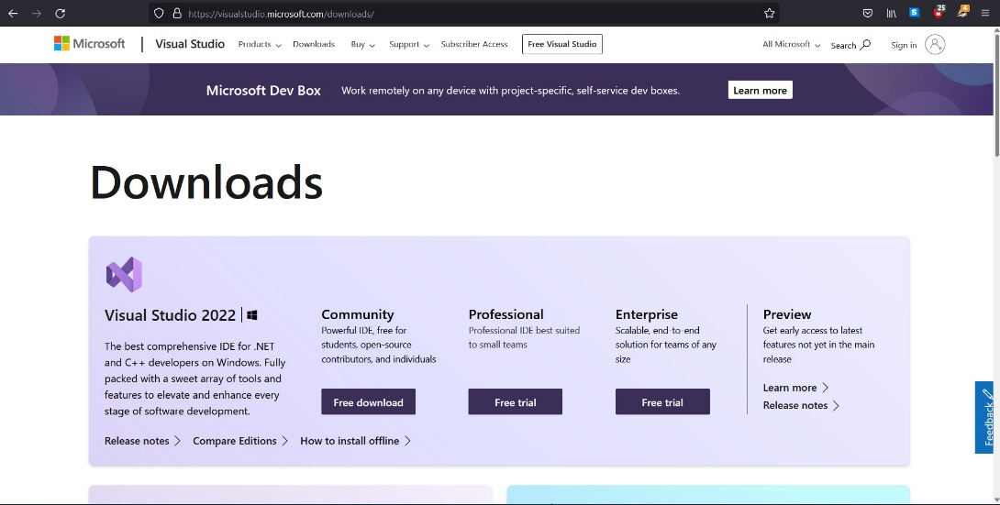 https://visualstudio.microsoft.com/downloads/
25
4
S
Microsoft
Visual Studio
Products
Downloads
Buy
Support
Subscriber Access
Free Visual Studio
All Microsoft
Search
Sign in
Microsoft Dev Box
Work remotely on any device with project-specific, self-service dev boxes.
Learn more
Downloads
Visual Studio 2022
The best comprehensive IDE for .NET
and C++ developers on Windows. Fully
packed with a sweet array of tools and
features to elevate and enhance every
stage of software development.
Community
Powerful IDE, free for
students, open-source
contributors, and individuals
Free download
Professional
Professional IDE best suited
to small teams
Free trial
Enterprise
Scalable, end-to-end
solution for teams of any
size
Free trial
Preview
Get early access to latest
features not yet in the main
release
Learn more
Release notes
Release notes
Compare Editions
How to install offline
Feedback